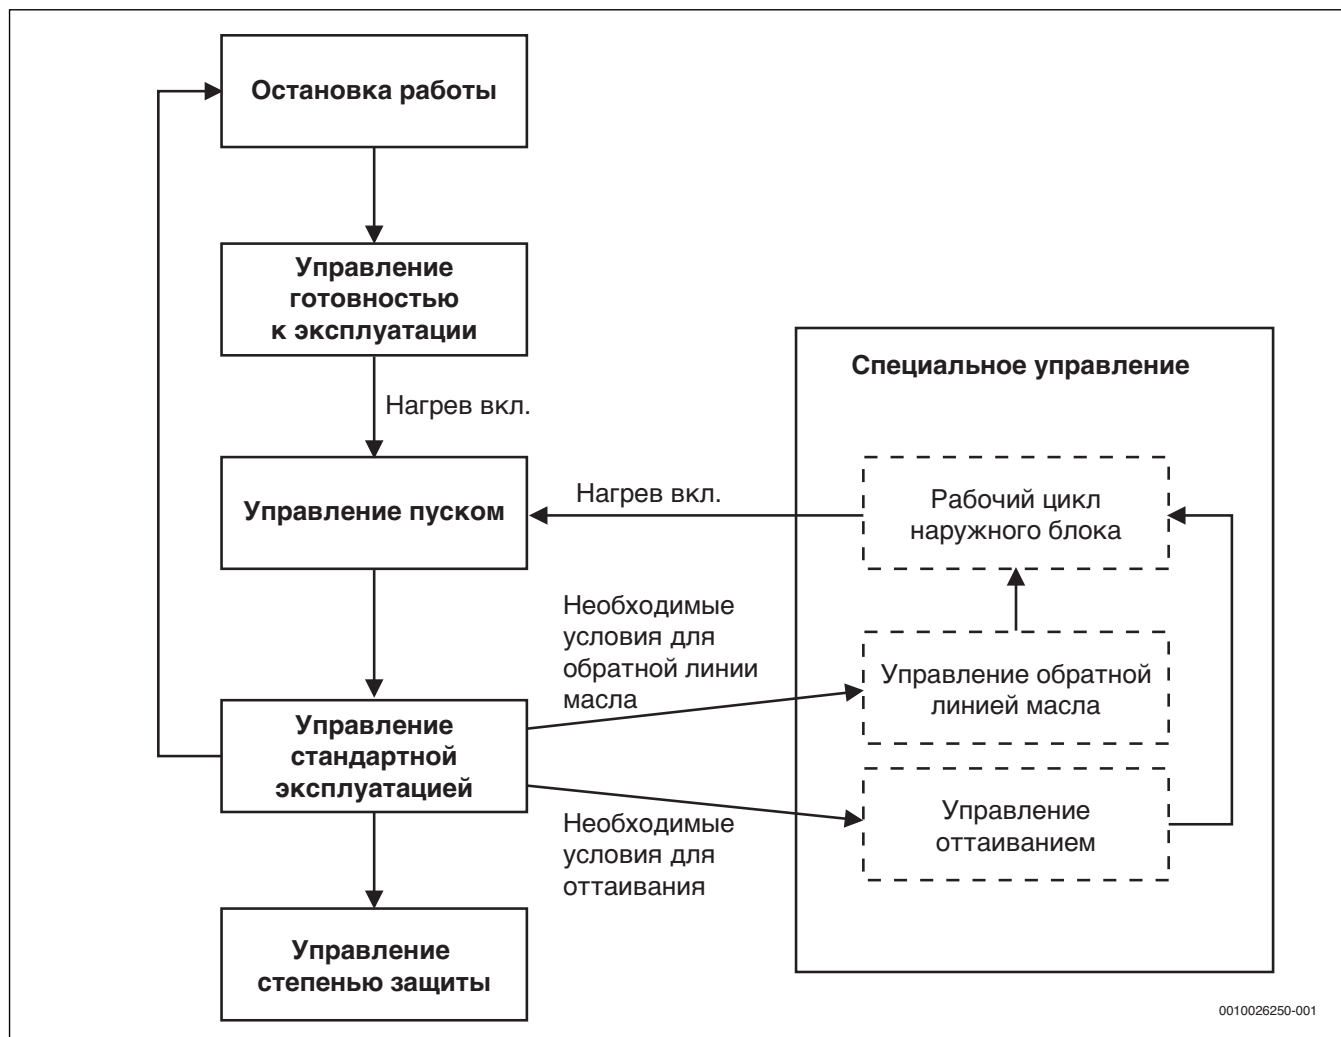 Остановка работы
Управление
готовностью
к эксплуатации
Нагрев вкл.
Управление пуском
Управление
стандартной
эксплуатацией
Управление
степенью защиты
Необходимые
условия для
обратной линии
масла
Необходимые
условия для
оттаивания
Нагрев вкл.
Специальное управление
Рабочий цикл
наружного блока
Управление обратной
линией масла
Управление
оттаиванием
0010026250-001